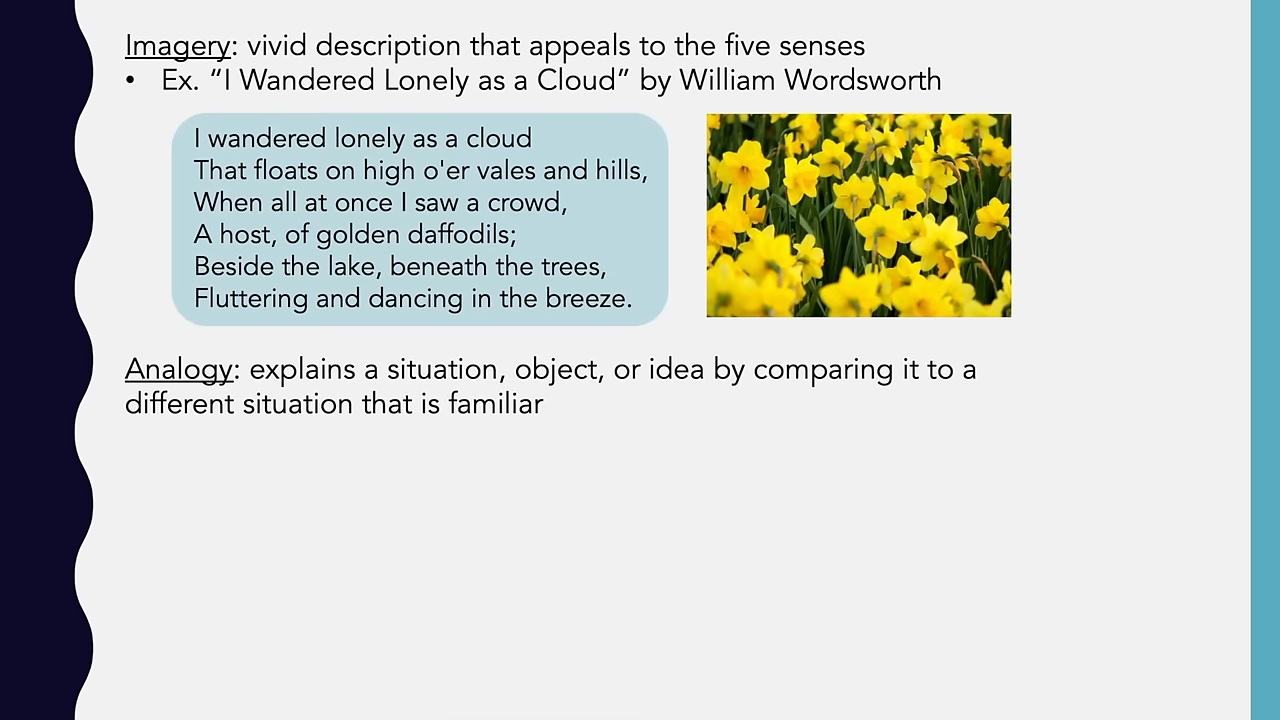 Imagery: vivid description that appeals to the five senses
• Ex. “I Wandered Lonely as a Cloud” by William Wordsworth
I wandered lonely as a cloud
That floats on high o'er vales and hills,
When all at once I saw a crowd,
A host, of golden daffodils;
Beside the lake, beneath the trees,
Fluttering and dancing in the breeze.
Analogy: explains a situation, object, or idea by comparing it to a
different situation that is familiar